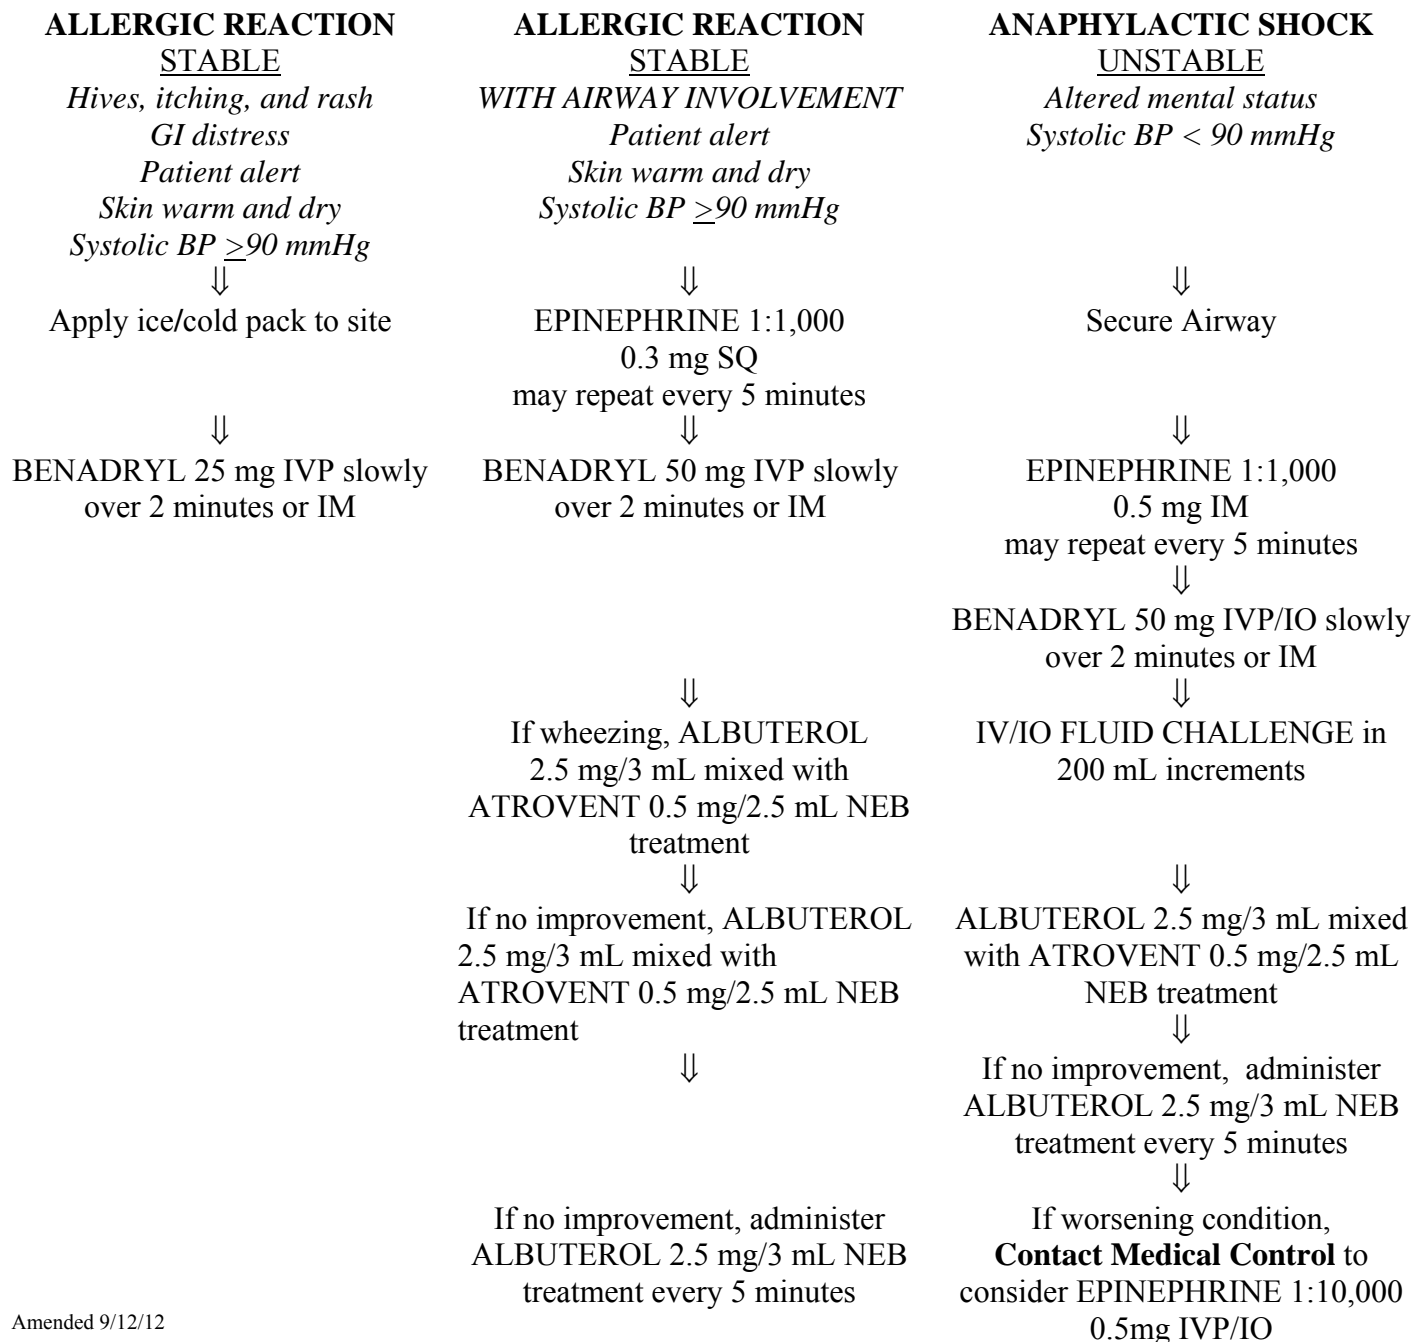 ALLERGIC REACTION
STABLE
Hives, itching, and rash
GI distress
Patient alert
Skin warm and dry
Systolic BP ≥90 mmHg
⇓
Apply ice/cold pack to site
⇓
BENADRYL 25 mg IVP slowly
over 2 minutes or IM
ALLERGIC REACTION
STABLE
WITH AIRWAY INVOLVEMENT
Patient alert
Skin warm and dry
Systolic BP ≥90 mmHg
⇓
EPINEPHRINE 1:1,000
0.3 mg SQ
may repeat every 5 minutes
⇓
BENADRYL 50 mg IVP slowly
over 2 minutes or IM
⇓
If wheezing, ALBUTEROL
2.5 mg/3 mL mixed with
ATROVENT 0.5 mg/2.5 mL NEB
treatment
⇓
If no improvement, ALBUTEROL
2.5 mg/3 mL mixed with
ATROVENT 0.5 mg/2.5 mL NEB
treatment
⇓
If no improvement, administer
ALBUTEROL 2.5 mg/3 mL NEB
treatment every 5 minutes
ANAPHYLACTIC SHOCK
UNSTABLE
Altered mental status
Systolic BP < 90 mmHg
⇓
Secure Airway
⇓
EPINEPHRINE 1:1,000
0.5 mg IM
may repeat every 5 minutes
⇓
BENADRYL 50 mg IVP/IO slowly
over 2 minutes or IM
⇓
IV/IO FLUID CHALLENGE in
200 mL increments
⇓
ALBUTEROL 2.5 mg/3 mL mixed
with ATROVENT 0.5 mg/2.5 mL
NEB treatment
⇓
If no improvement, administer
ALBUTEROL 2.5 mg/3 mL NEB
treatment every 5 minutes
⇓
If worsening condition,
Contact Medical Control to
consider EPINEPHRINE 1:10,000
0.5mg IVP/IO
Amended 9/12/12